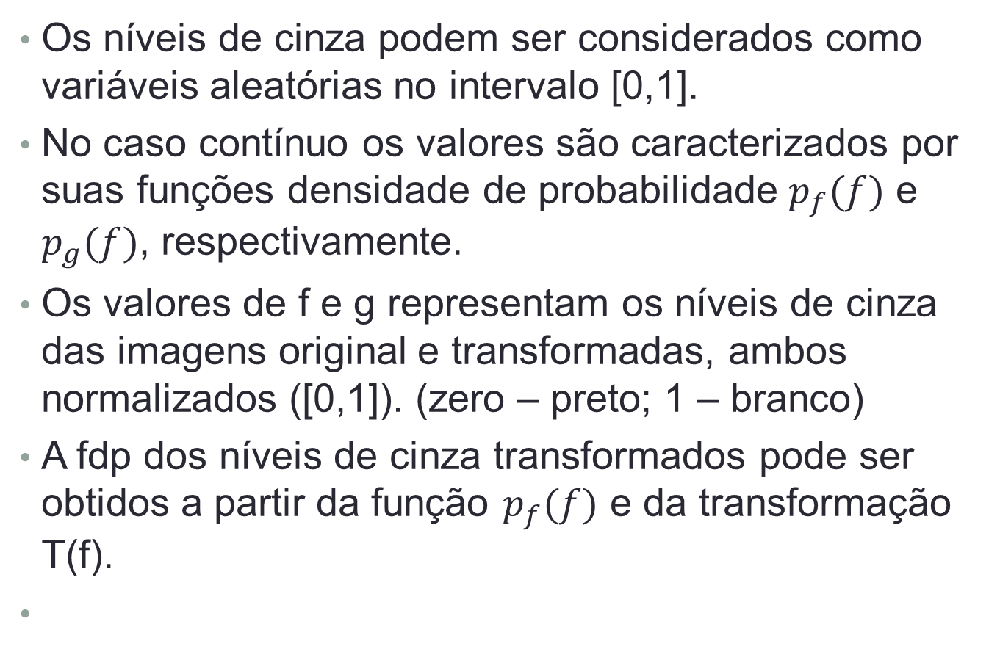 • Os níveis de cinza podem ser considerados como
variáveis aleatórias no intervalo [0,1].
• No caso contínuo os valores são caracterizados por
suas funções densidade de probabilidade 𝑝𝑓(𝑓) e
𝑝𝑔(𝑓), respectivamente.
• Os valores de f e g representam os níveis de cinza
das imagens original e transformadas, ambos
normalizados ([0,1]). (zero – preto; 1 – branco)
• A fdp dos níveis de cinza transformados pode ser
obtidos a partir da função 𝑝𝑓(𝑓) e da transformação
T(f).
•